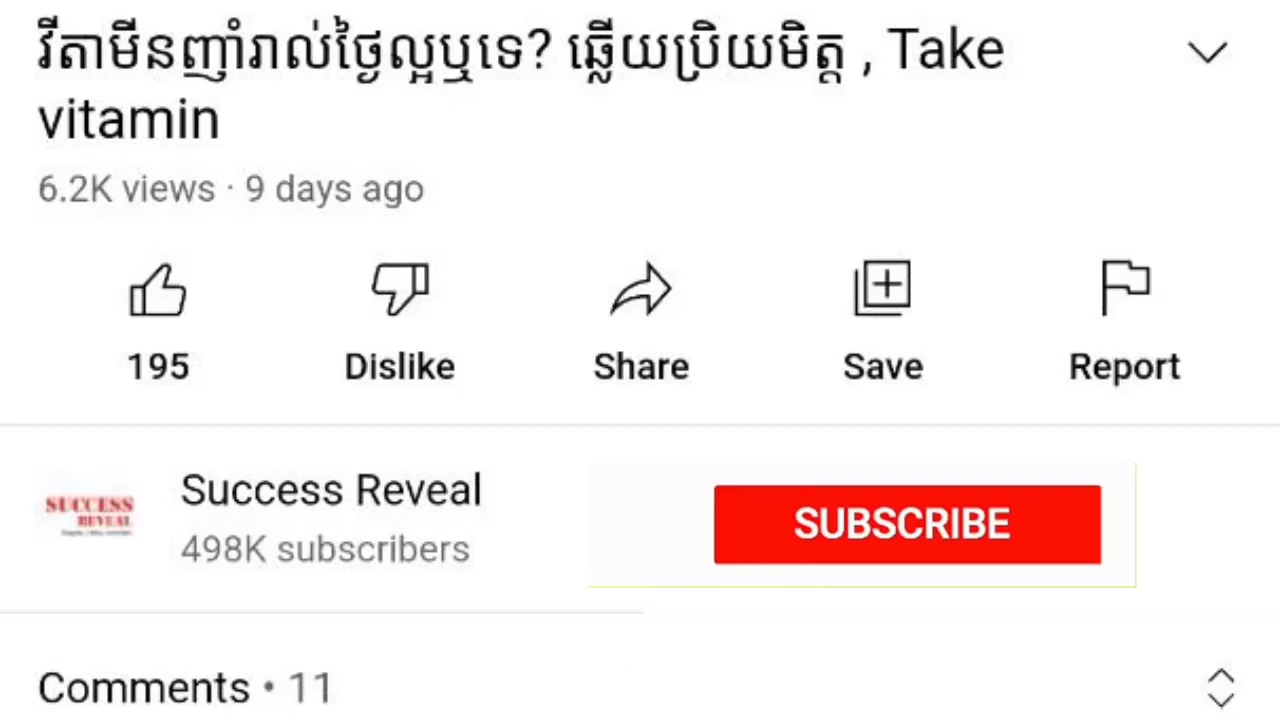 វីតាមីនញាំរាល់ថ្ងៃល្អឬទេ? ឆ្លើយប្រិយមិត្ត , Take
vitamin
6.2K views · 9 days ago
195
Dislike
Share
Save
Report
SUCCESS
REVEAL
Success Reveal
498K subscribers
SUBSCRIBE
Comments • 11